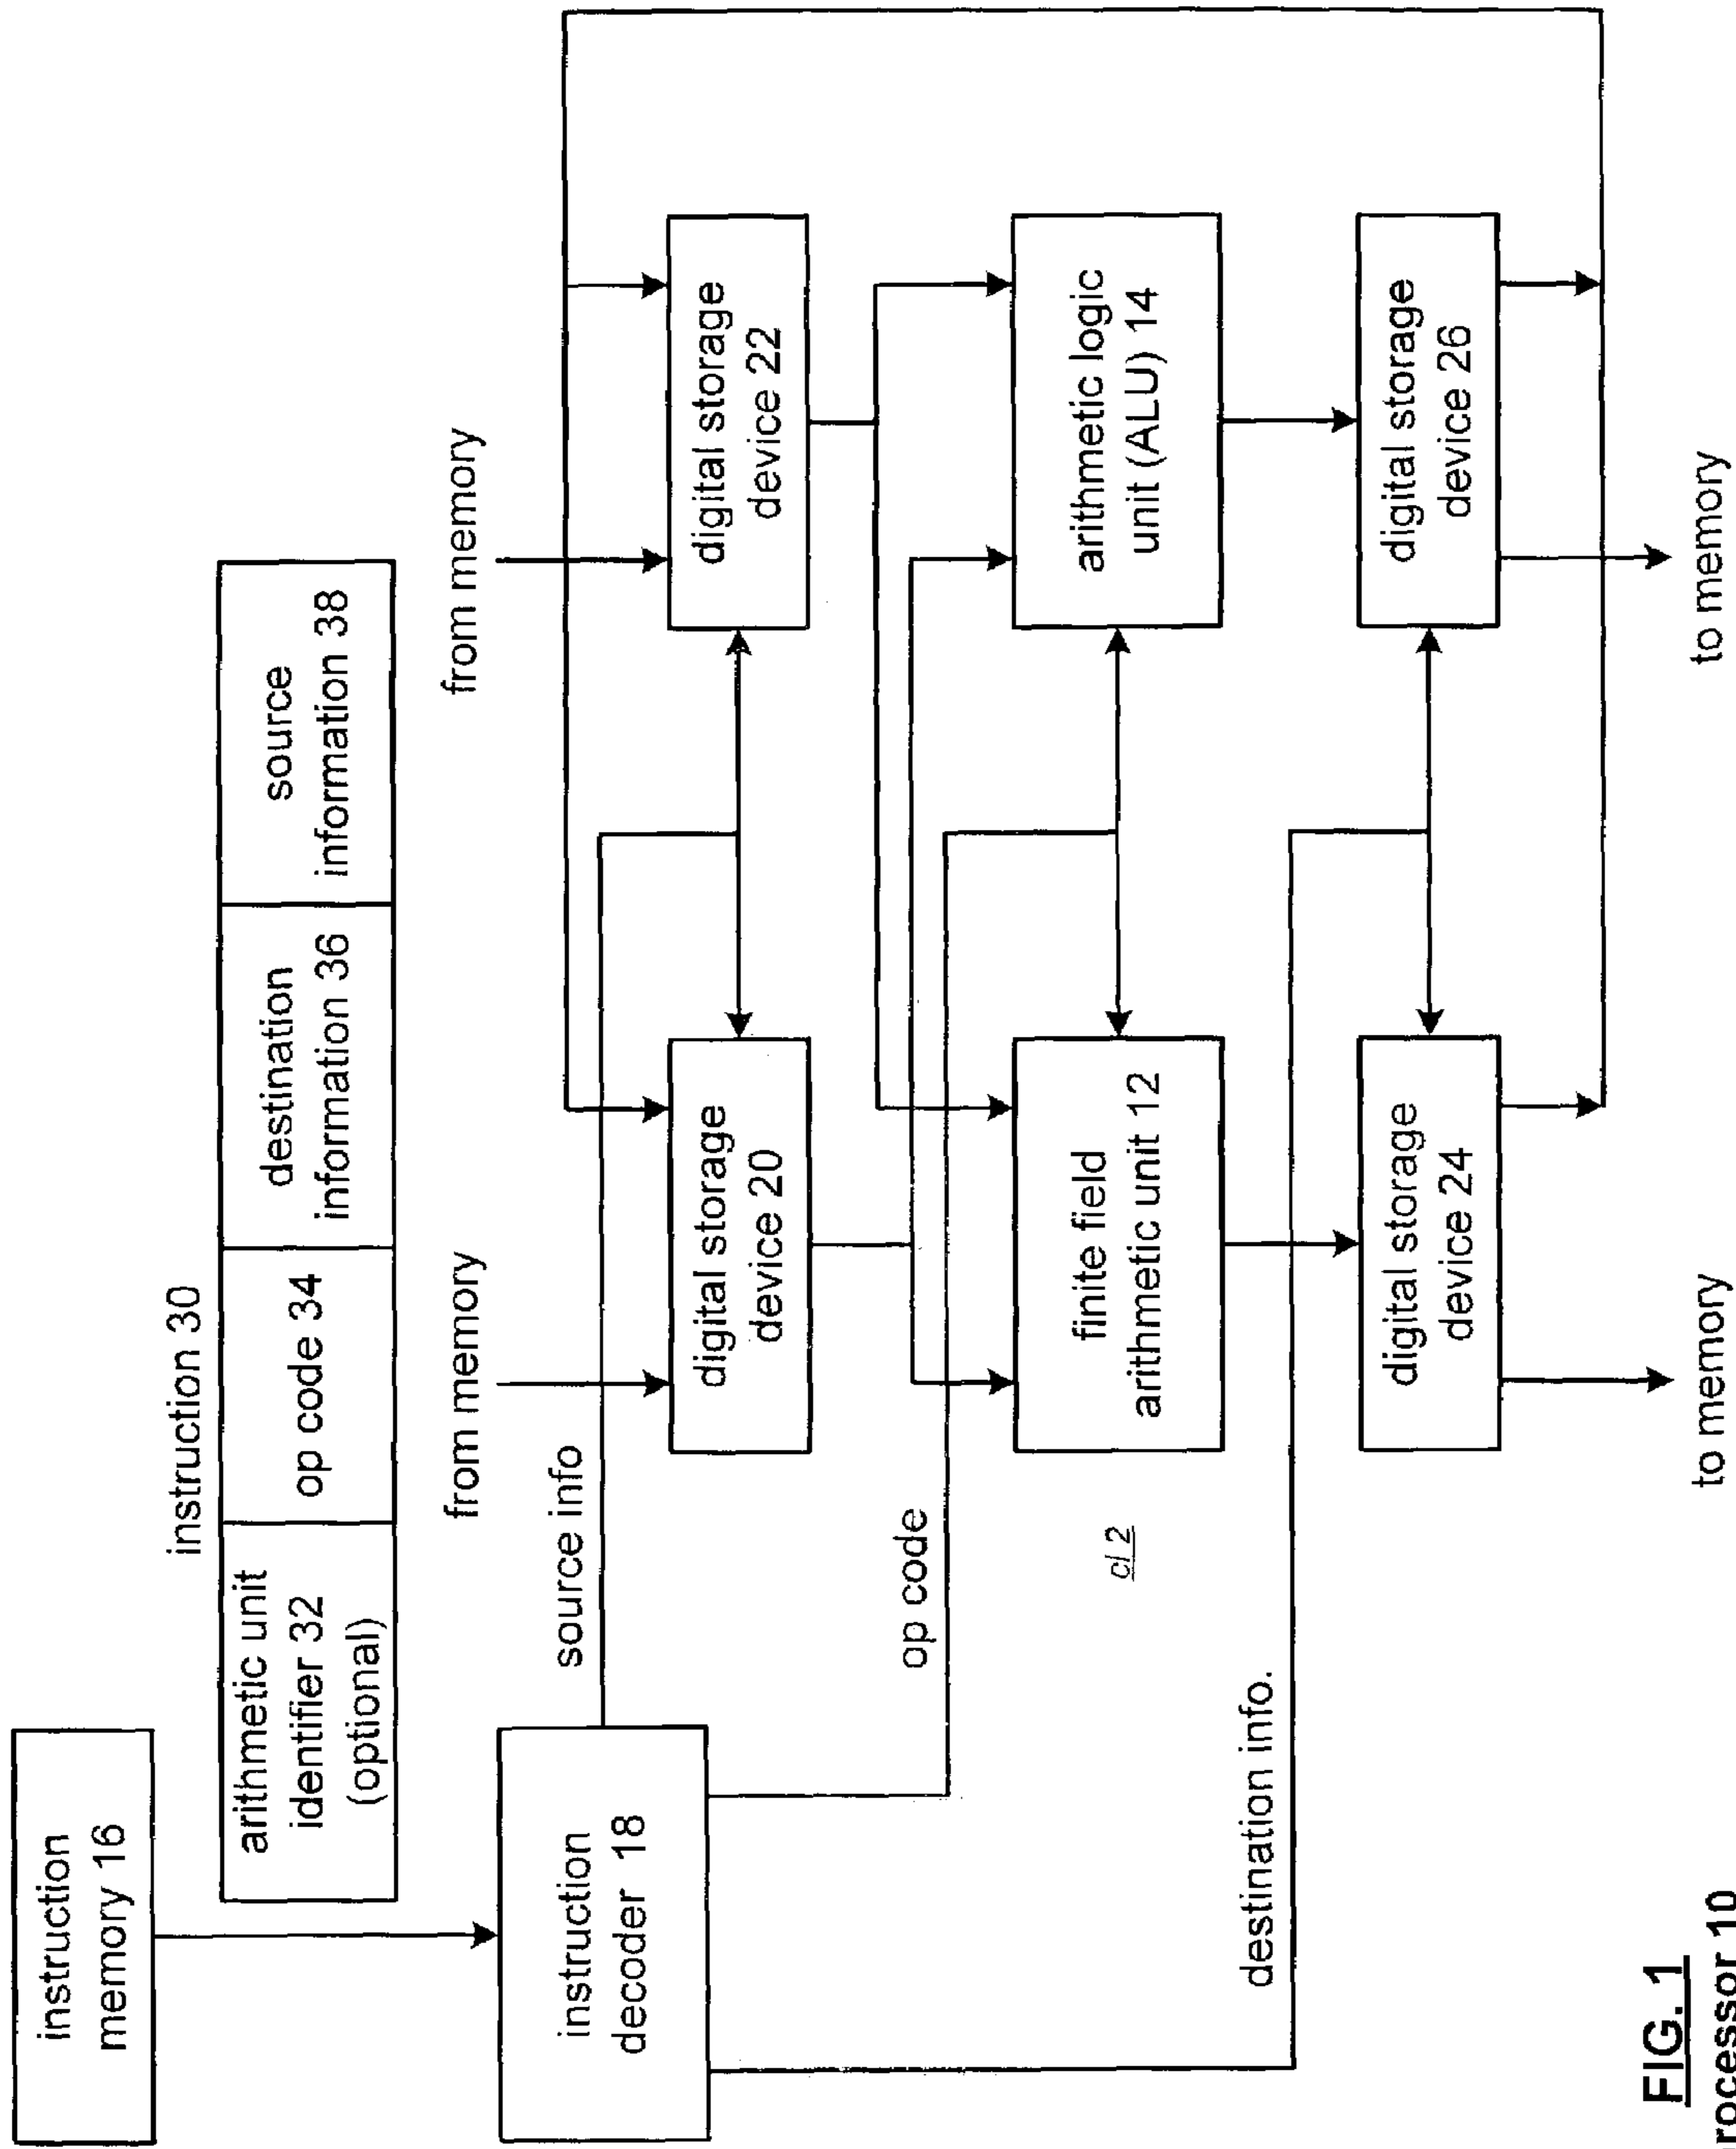 instruction
memory 16
instruction 30
arithmetic unit
identifier 32
(optional)
op code 34
destination
information 36
source
information 38
instruction
decoder 18
source info
from memory
from memory
digital storage
device 20
digital storage
device 22
op code
cl 2
finite field
arithmetic unit 12
arithmetic logic
unit (ALU) 14
destination info.
digital storage
device 24
digital storage
device 26
to memory
to memory
FIG. 1
rocessor 10